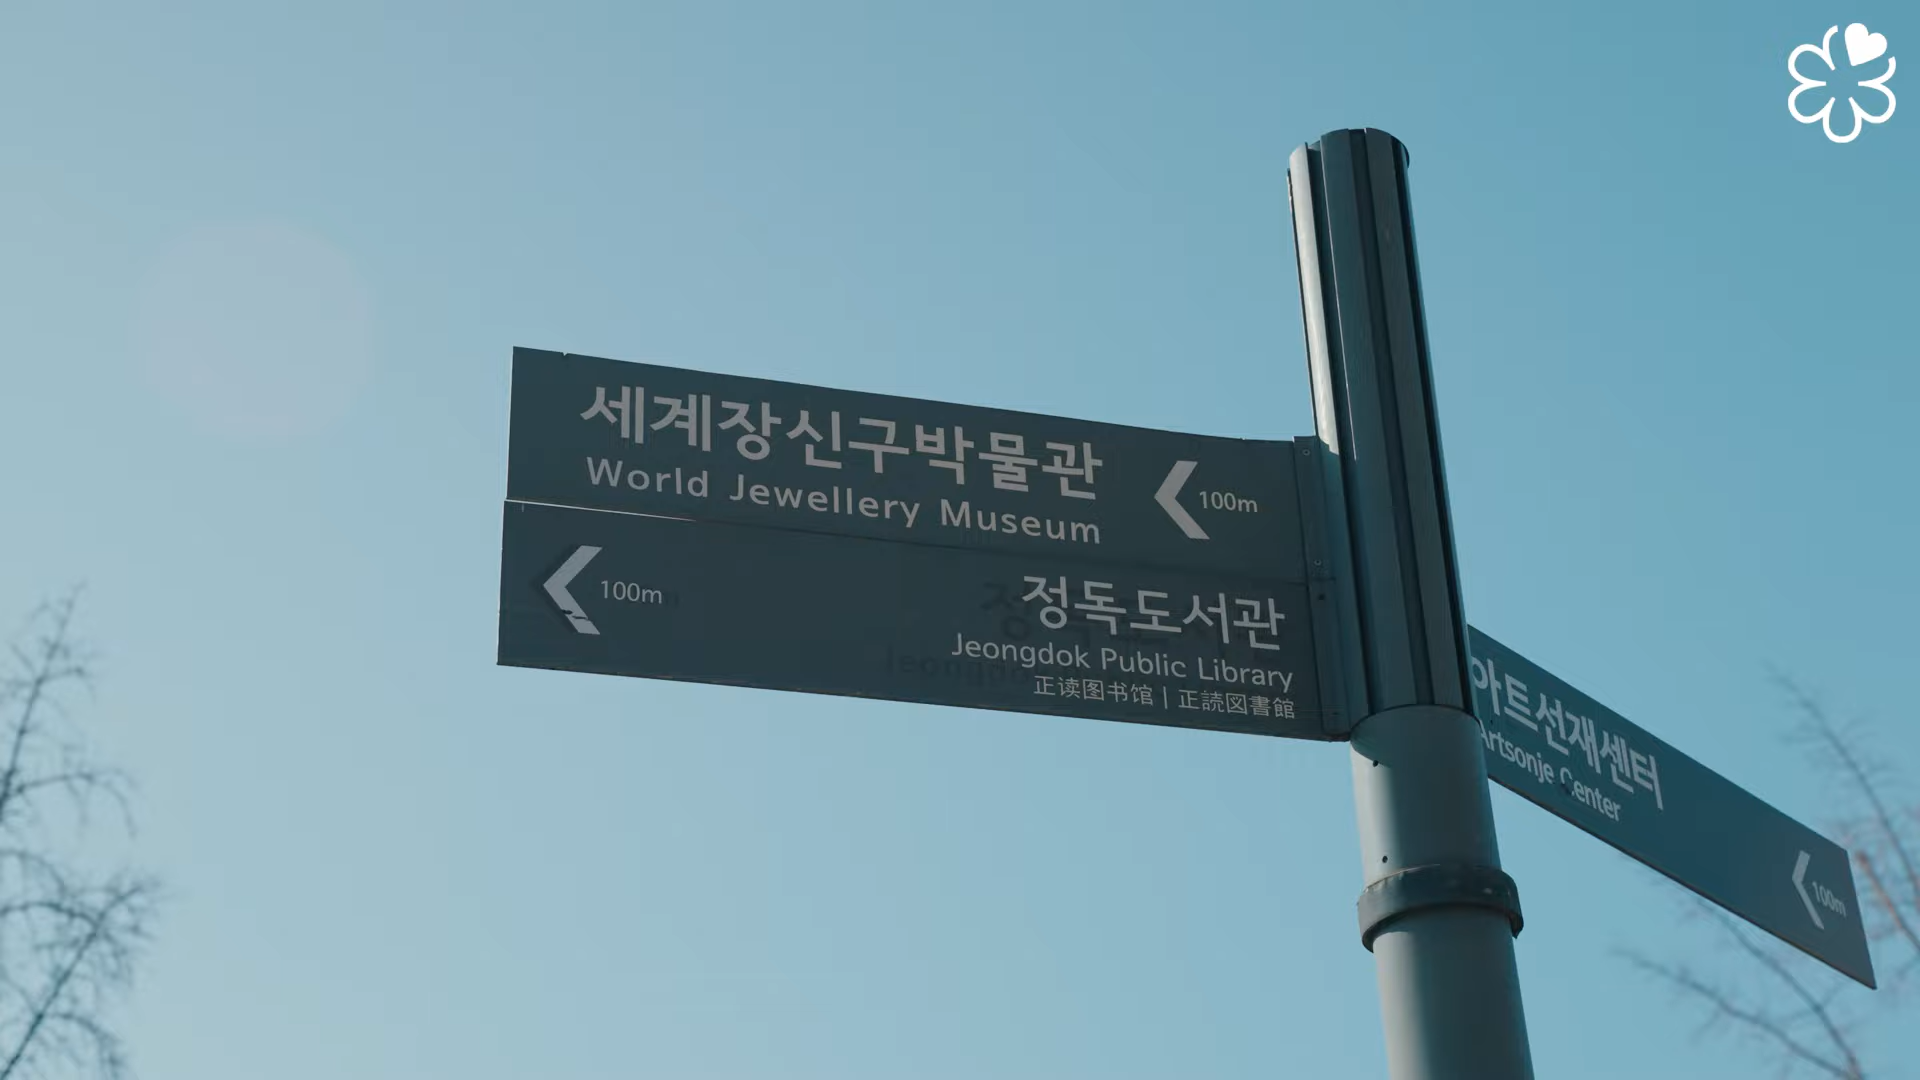 세계장신구박물관
World Jewellery Museum
100m
100m
정독도서관
Jeongdok Public Library
正读图书馆 | 正読図書館
아트선재센터
Artsonje Center
100m